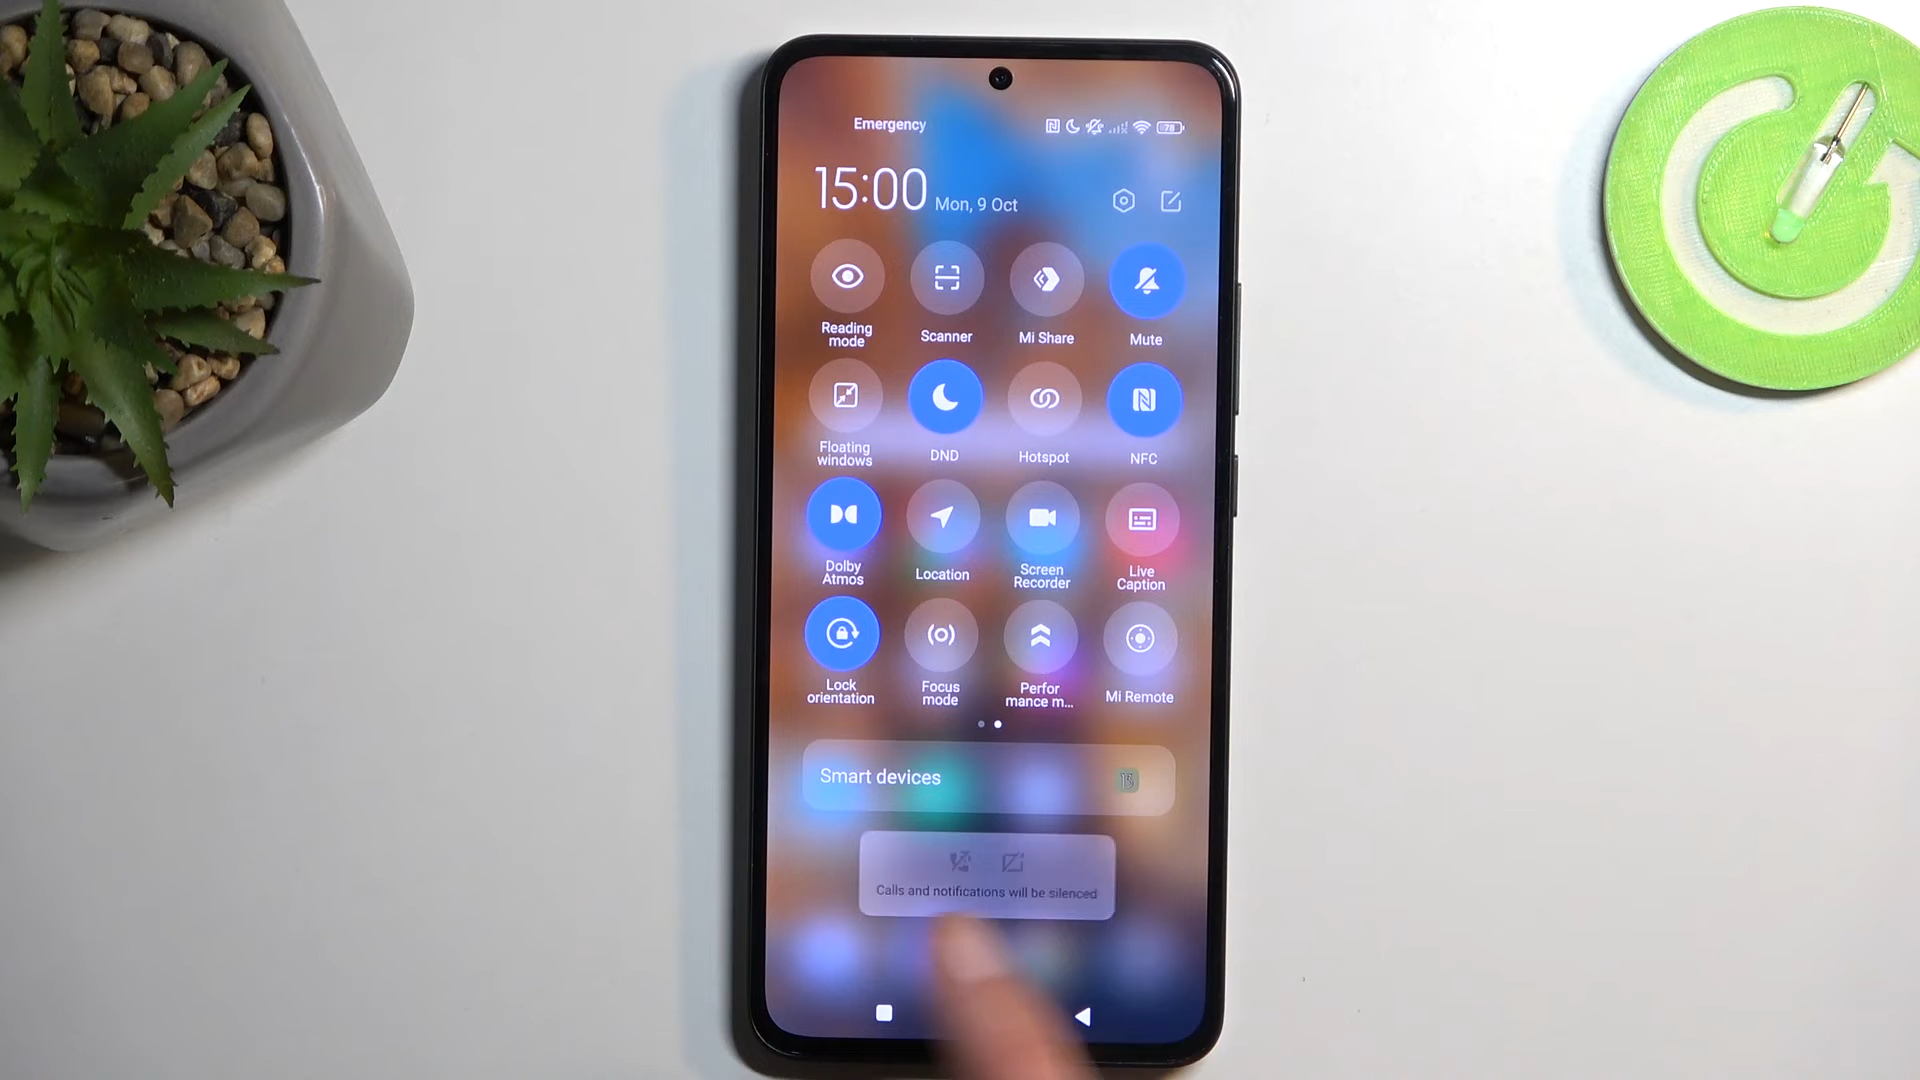 Emergency
78
15:00 Mon, 9 Oct
Reading
mode
Scanner
Mi Share
Mute
Floating
windows
DND
Hotspot
NFC
Dolby
Atmos
Location
Screen
Recorder
Live
Caption
Lock
orientation
Focus
mode
Perfor
mance m...
Mi Remote
Smart devices
Calls and notifications will be silenced